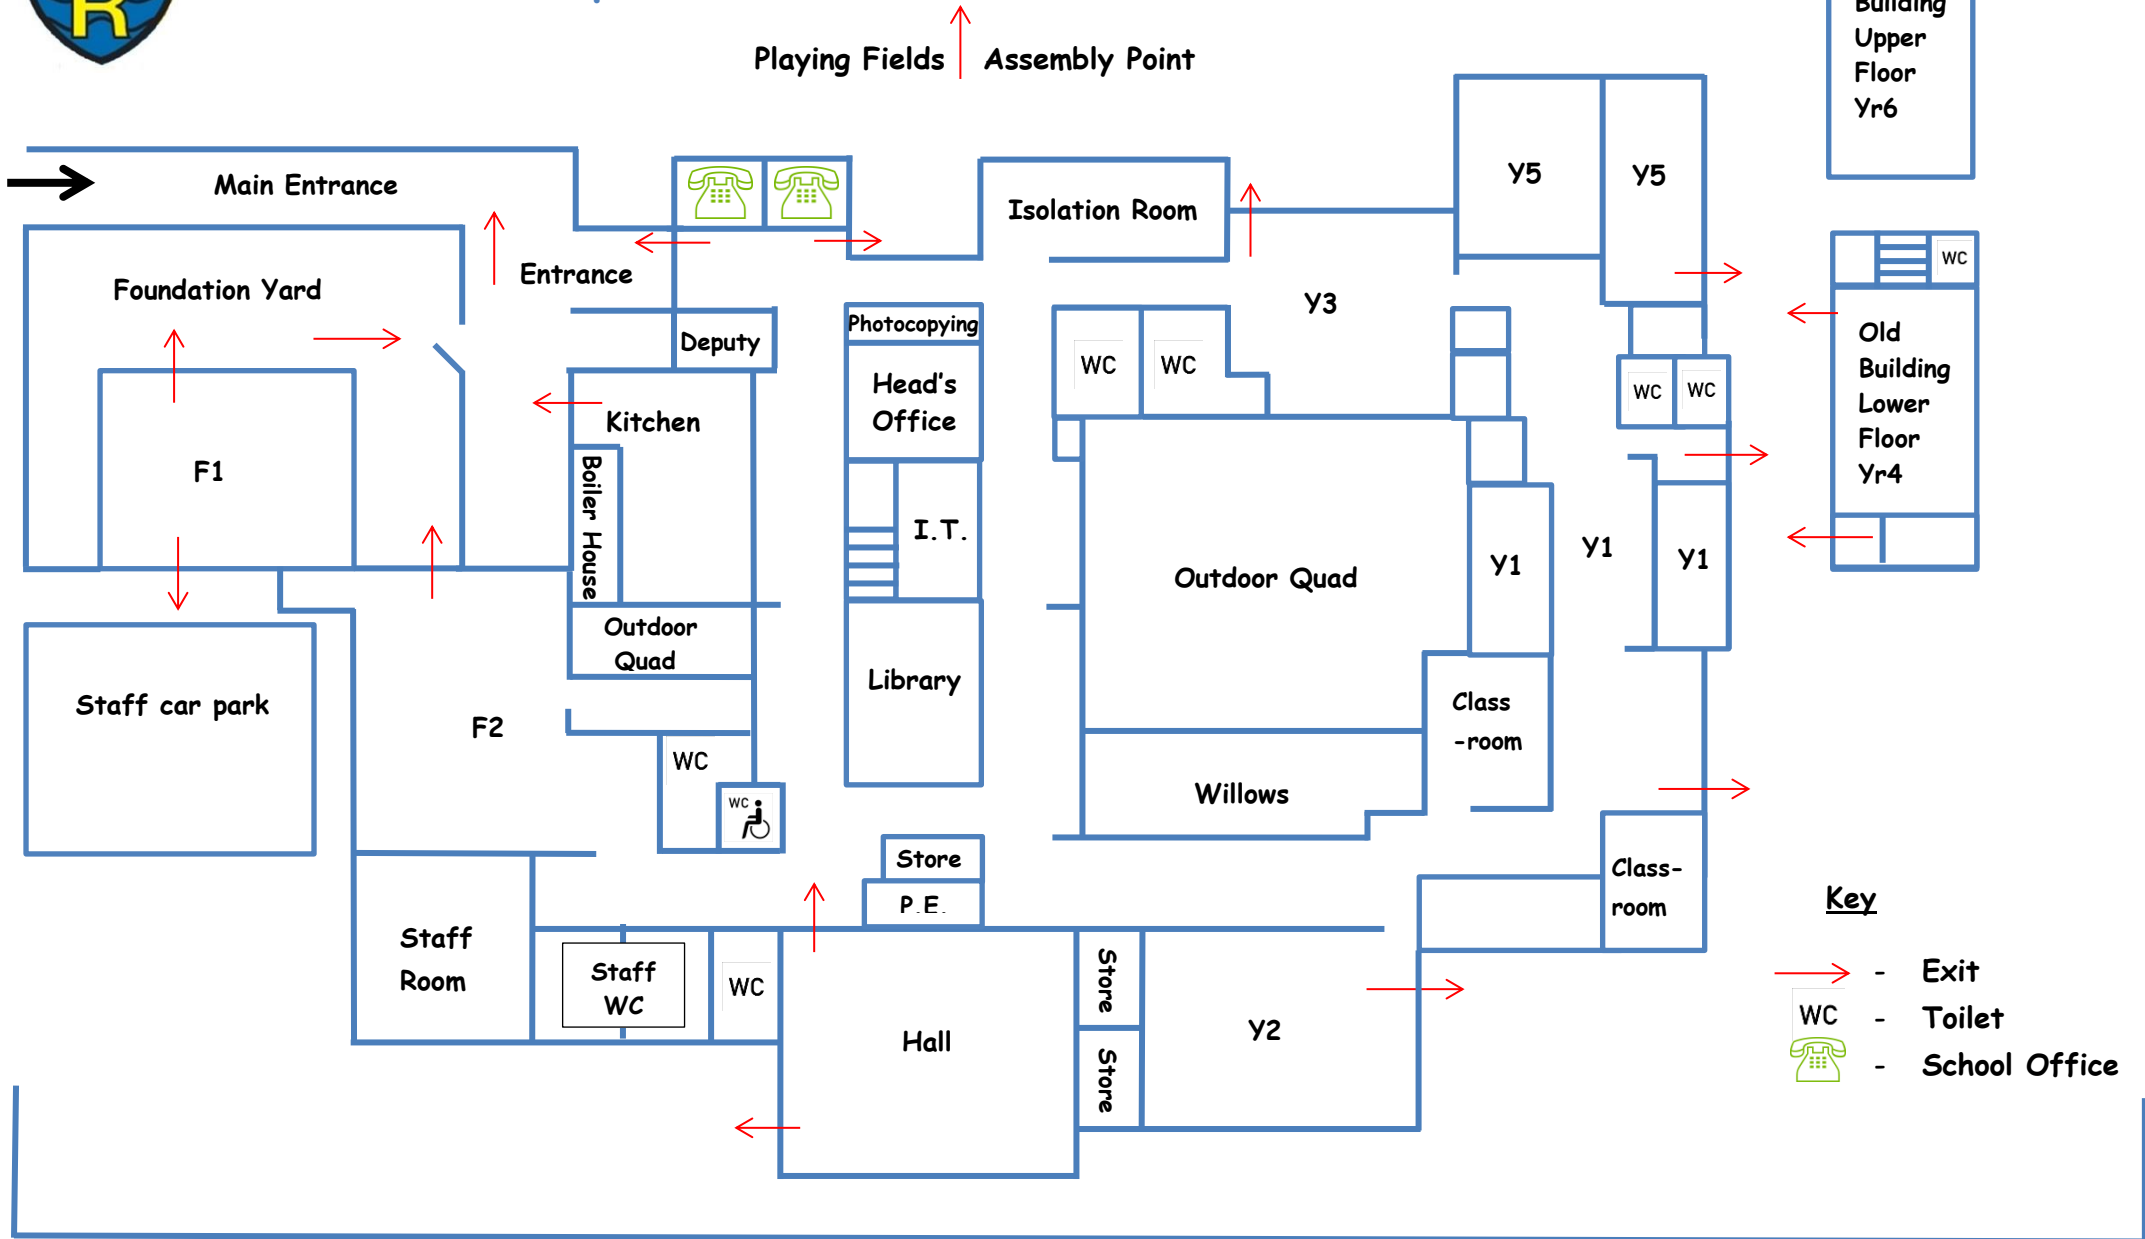 R
Playing Fields
Assembly Point
Building
Upper
Floor
Yr6
Main Entrance
Y5
Y5
Isolation Room
Entrance
Foundation Yard
WC
Y3
Photocopying
Deputy
Old
Building
Lower
Floor
Yr4
WC
WC
Head's
Office
WC
WC
Kitchen
F1
Boiler House
I.T.
Y1
Y1
Y1
Outdoor Quad
Outdoor
Quad
Library
Staff car park
F2
Class
-room
WC
Willows
WC
Store
P.E.
Class-
room
Key
Staff
Room
Staff
WC
WC
Store
Store
Hall
Y2
- Exit
WC - Toilet
- School Office